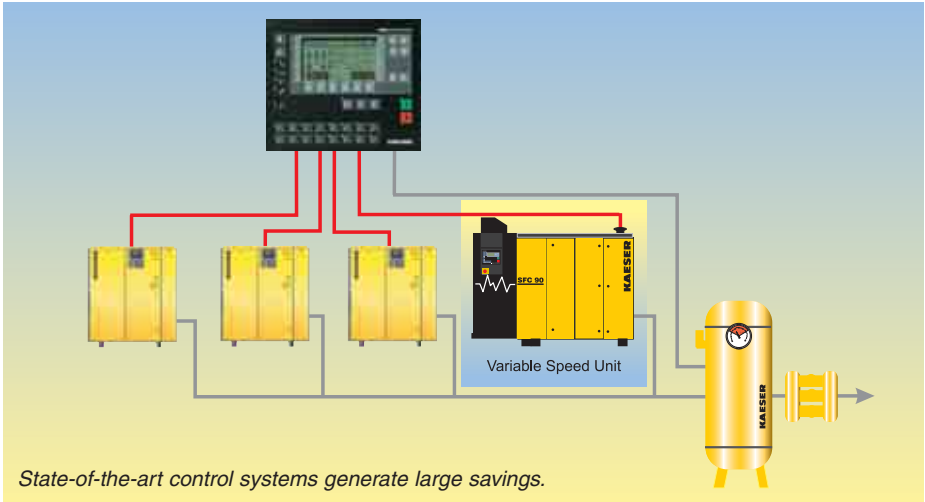 SFC 90
KAESER
Variable Speed Unit
KAESER
State-of-the-art control systems generate large savings.